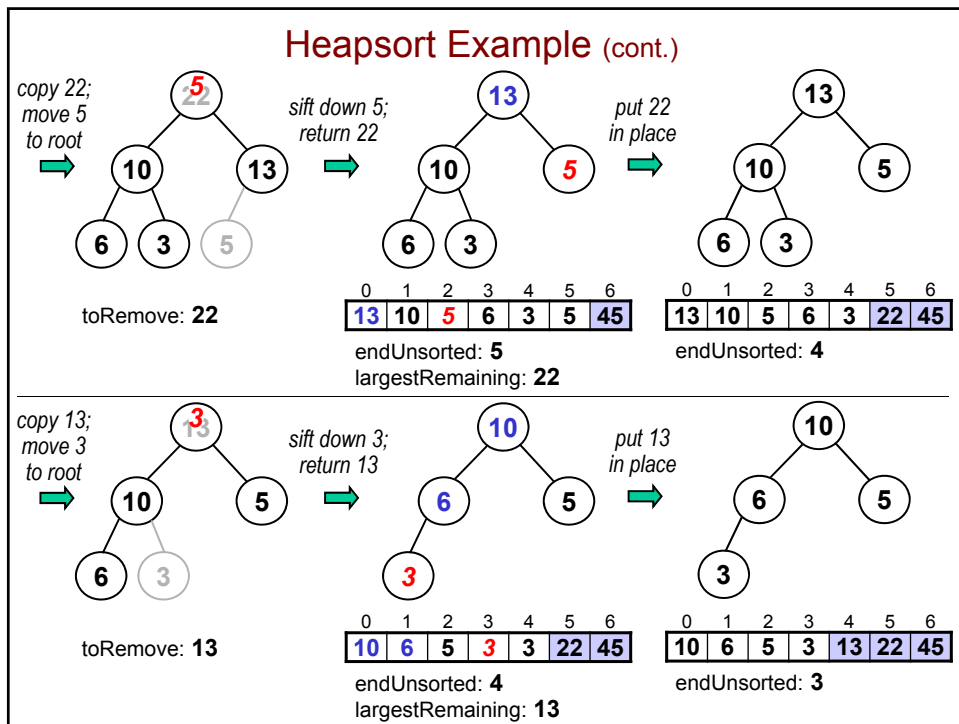 Heapsort Example (cont.)
copy 22;
move 5
to root
22
5
10
13
6
3
5
toRemove: 22
sift down 5;
return 22
13
10
5
6
3
0 1 2 3 4 5 6
13 10 5 6 3 5 45
endUnsorted: 5
largestRemaining: 22
put 22
in place
13
10
5
6
3
0 1 2 3 4 5 6
13 10 5 6 3 22 45
endUnsorted: 4
copy 13;
move 3
to root
13
3
10
5
6
3
toRemove: 13
sift down 3;
return 13
10
6
5
3
0 1 2 3 4 5 6
10 6 5 3 3 22 45
endUnsorted: 4
largestRemaining: 13
put 13
in place
10
6
5
3
0 1 2 3 4 5 6
10 6 5 3 13 22 45
endUnsorted: 3